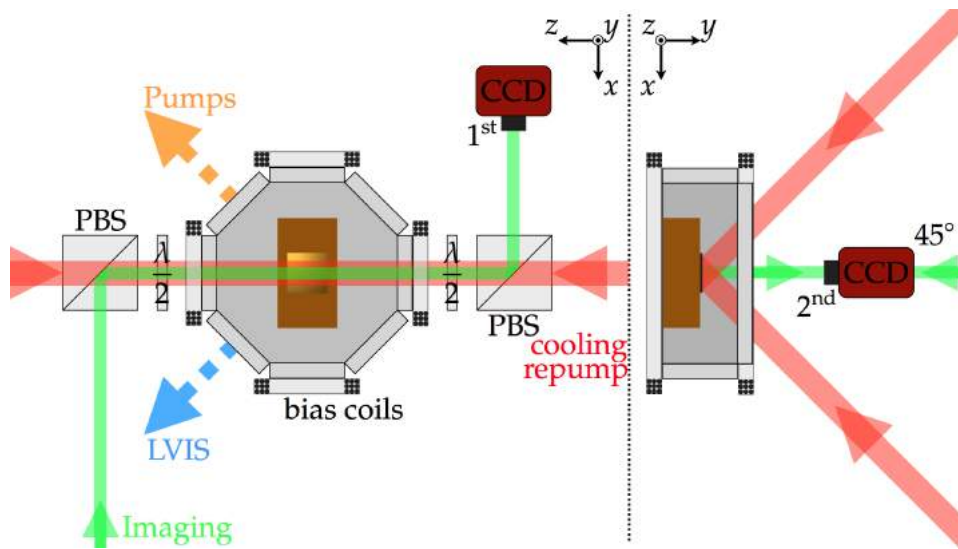 z y
x
z y
x
CCD
1st
Pumps
PBS
λ
2
λ
2
PBS
bias coils
LVIS
Imaging
cooling
repump
45°
CCD
2nd